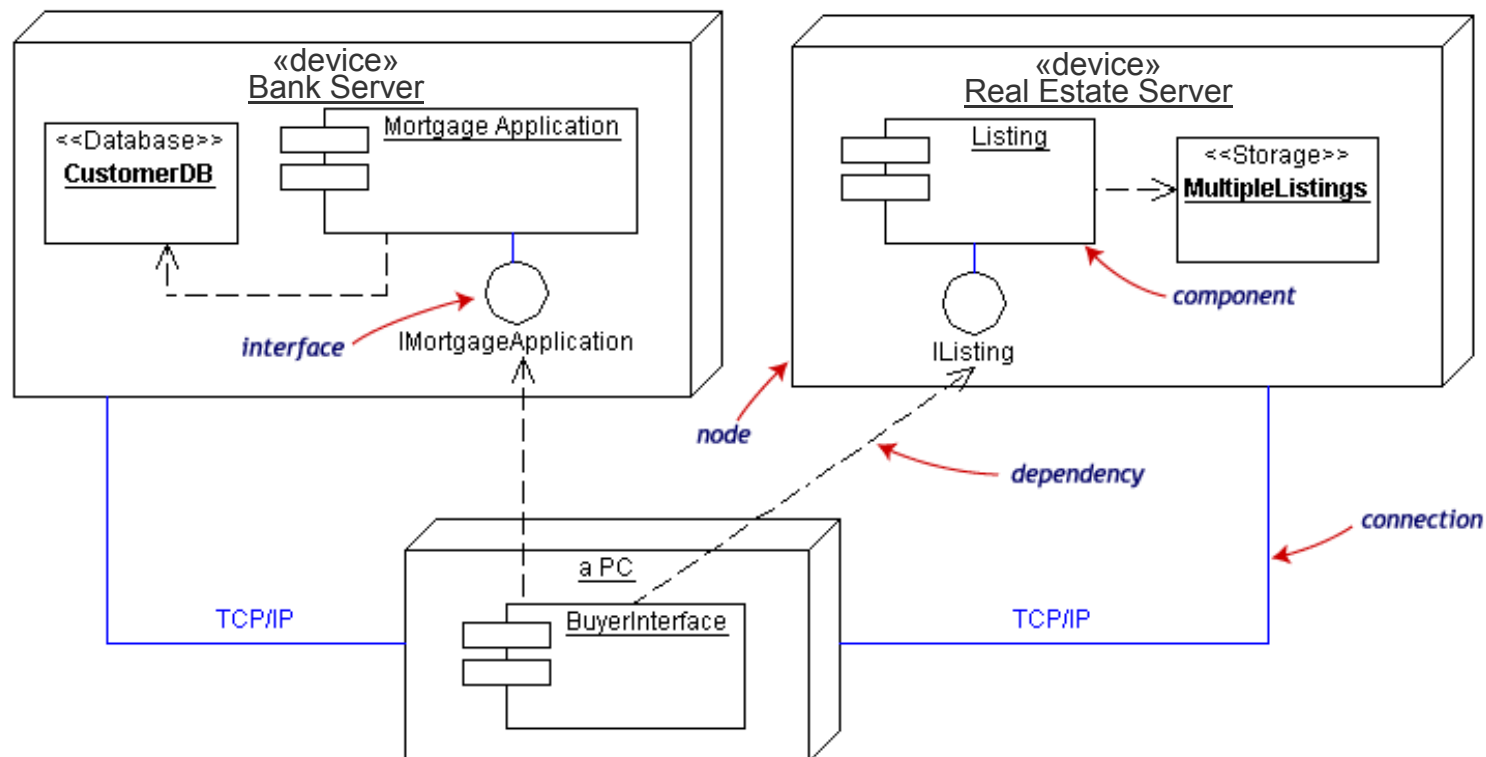 «device»
Bank Server
<<Database>>
CustomerDB
Mortgage Application
interface
IMortgageApplication
«device»
Real Estate Server
Listing
<<Storage>>
MultipleListings
component
IListing
node
dependency
connection
a PC
BuyerInterface
TCP/IP
TCP/IP